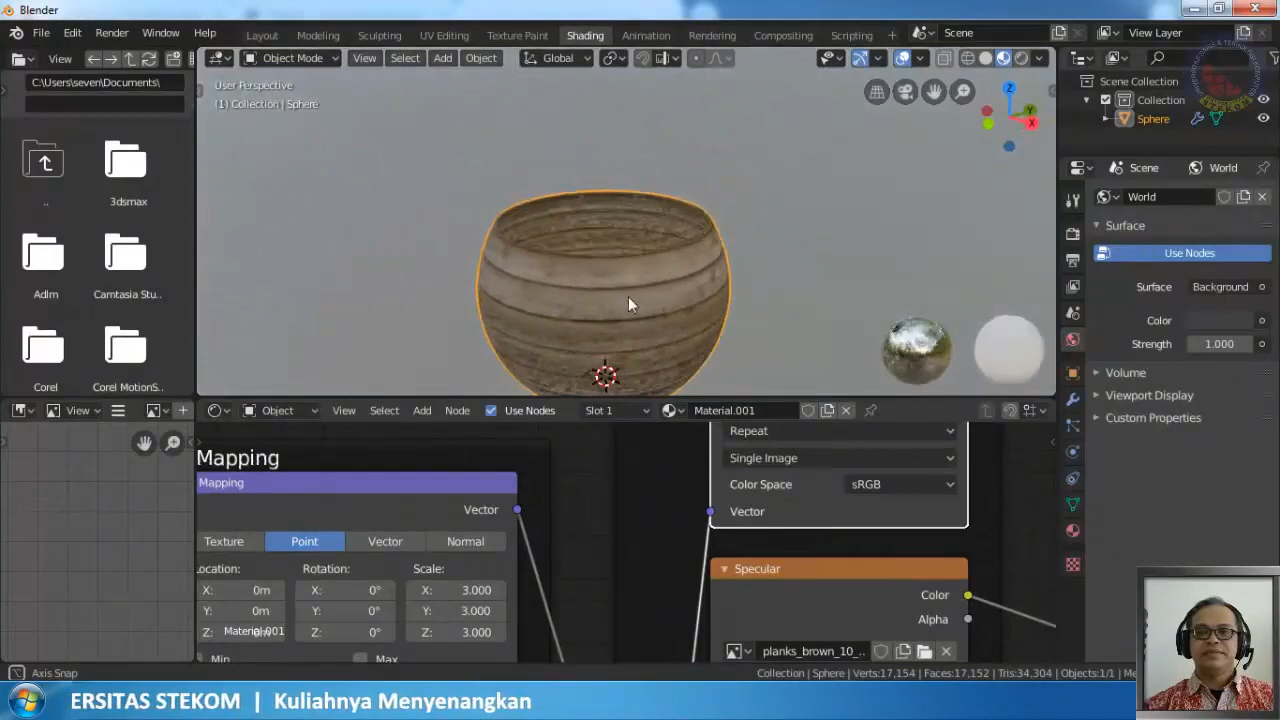 Blender
File Edit Render Window Help
Layout Modeling Sculpting UV Editing Texture Paint Shading Animation Rendering Compositing Scripting
Scene
View Layer
View
Object Mode View Select Add Object Global
C:\Users\seven\Documents\
User Perspective
(1) Collection | Sphere
Z
Y
X
Scene Collection
Collection
Sphere
Scene World
World
Surface
Use Nodes
Surface Background
Color
Strength 1.000
Volume
Viewport Display
Custom Properties
..
3dsmax
Adlm
Camtasia Stu..
Corel
Corel MotionS..
View
Object View Select Add Node Use Nodes Slot 1 Material.001
Mapping
Mapping
Vector
Texture Point Vector Normal
Location: Rotation: Scale:
X: 0m X: 0° X: 3.000
Y: 0m Y: 0° Y: 3.000
Z: 0m Z: 0° Z: 3.000
Material.001
Min Max
Repeat
Single Image
Color Space sRGB
Vector
Specular
Color
Alpha
planks_brown_10_..
Axis Snap
Collection | Sphere | Verts:17,154 | Faces:17,152 | Tris:34,304 | Objects:1/1 | Me
ERSITAS STEKOM | Kuliahnya Menyenangkan